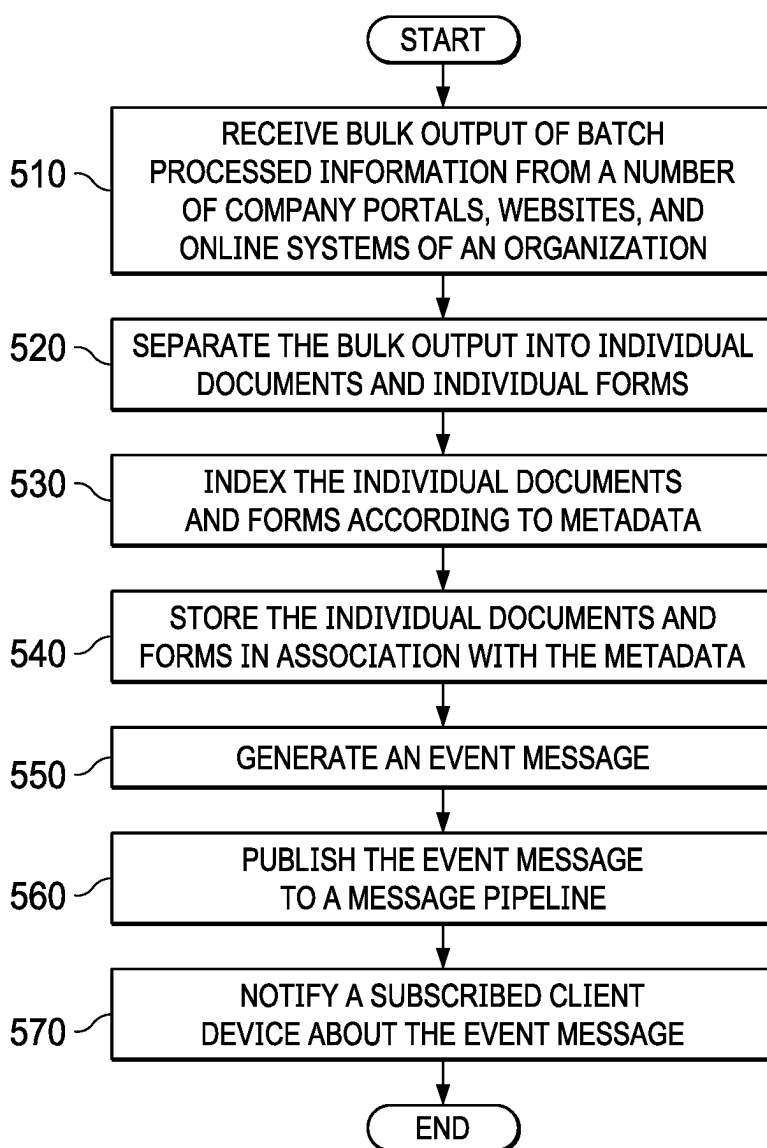 START
510
RECEIVE BULK OUTPUT OF BATCH
PROCESSED INFORMATION FROM A NUMBER
OF COMPANY PORTALS, WEBSITES, AND
ONLINE SYSTEMS OF AN ORGANIZATION
520
SEPARATE THE BULK OUTPUT INTO INDIVIDUAL
DOCUMENTS AND INDIVIDUAL FORMS
530
INDEX THE INDIVIDUAL DOCUMENTS
AND FORMS ACCORDING TO METADATA
540
STORE THE INDIVIDUAL DOCUMENTS AND
FORMS IN ASSOCIATION WITH THE METADATA
550
GENERATE AN EVENT MESSAGE
560
PUBLISH THE EVENT MESSAGE
TO A MESSAGE PIPELINE
570
NOTIFY A SUBSCRIBED CLIENT
DEVICE ABOUT THE EVENT MESSAGE
END